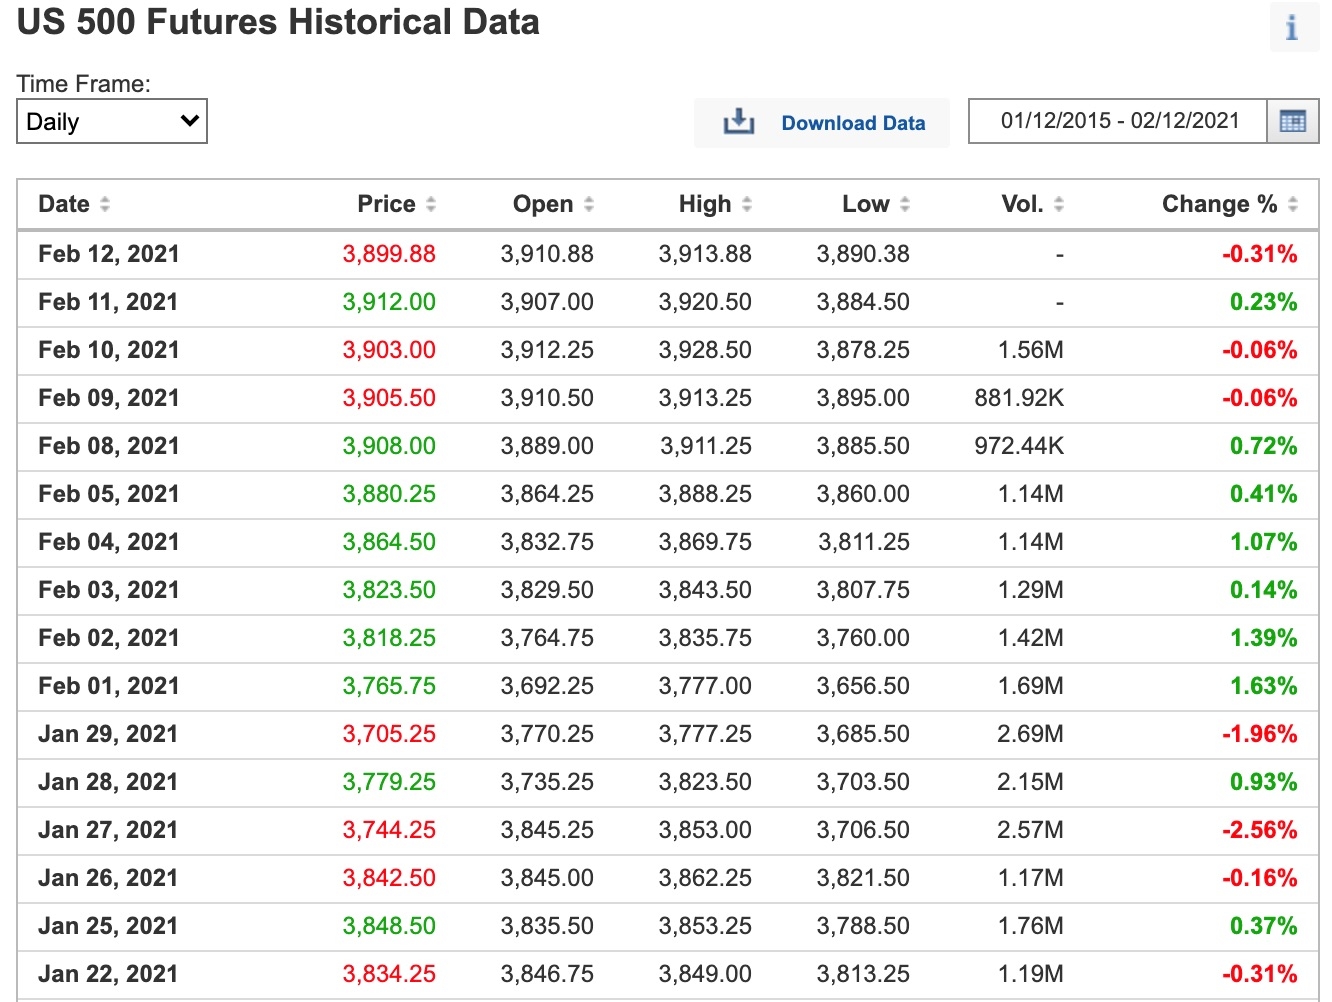 US 500 Futures Historical Data
i
Time Frame:
Daily
Download Data
01/12/2015 - 02/12/2021
Date Price Open High Low Vol. Change %
Feb 12, 2021 3,899.88 3,910.88 3,913.88 3,890.38 - -0.31%
Feb 11, 2021 3,912.00 3,907.00 3,920.50 3,884.50 - 0.23%
Feb 10, 2021 3,903.00 3,912.25 3,928.50 3,878.25 1.56M -0.06%
Feb 09, 2021 3,905.50 3,910.50 3,913.25 3,895.00 881.92K -0.06%
Feb 08, 2021 3,908.00 3,889.00 3,911.25 3,885.50 972.44K 0.72%
Feb 05, 2021 3,880.25 3,864.25 3,888.25 3,860.00 1.14M 0.41%
Feb 04, 2021 3,864.50 3,832.75 3,869.75 3,811.25 1.14M 1.07%
Feb 03, 2021 3,823.50 3,829.50 3,843.50 3,807.75 1.29M 0.14%
Feb 02, 2021 3,818.25 3,764.75 3,835.75 3,760.00 1.42M 1.39%
Feb 01, 2021 3,765.75 3,692.25 3,777.00 3,656.50 1.69M 1.63%
Jan 29, 2021 3,705.25 3,770.25 3,777.25 3,685.50 2.69M -1.96%
Jan 28, 2021 3,779.25 3,735.25 3,823.50 3,703.50 2.15M 0.93%
Jan 27, 2021 3,744.25 3,845.25 3,853.00 3,706.50 2.57M -2.56%
Jan 26, 2021 3,842.50 3,845.00 3,862.25 3,821.50 1.17M -0.16%
Jan 25, 2021 3,848.50 3,835.50 3,853.25 3,788.50 1.76M 0.37%
Jan 22, 2021 3,834.25 3,846.75 3,849.00 3,813.25 1.19M -0.31%